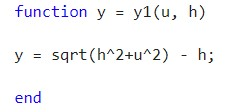 function y = y1(u, h)
y = sqrt(h^2+u^2) - h;
end